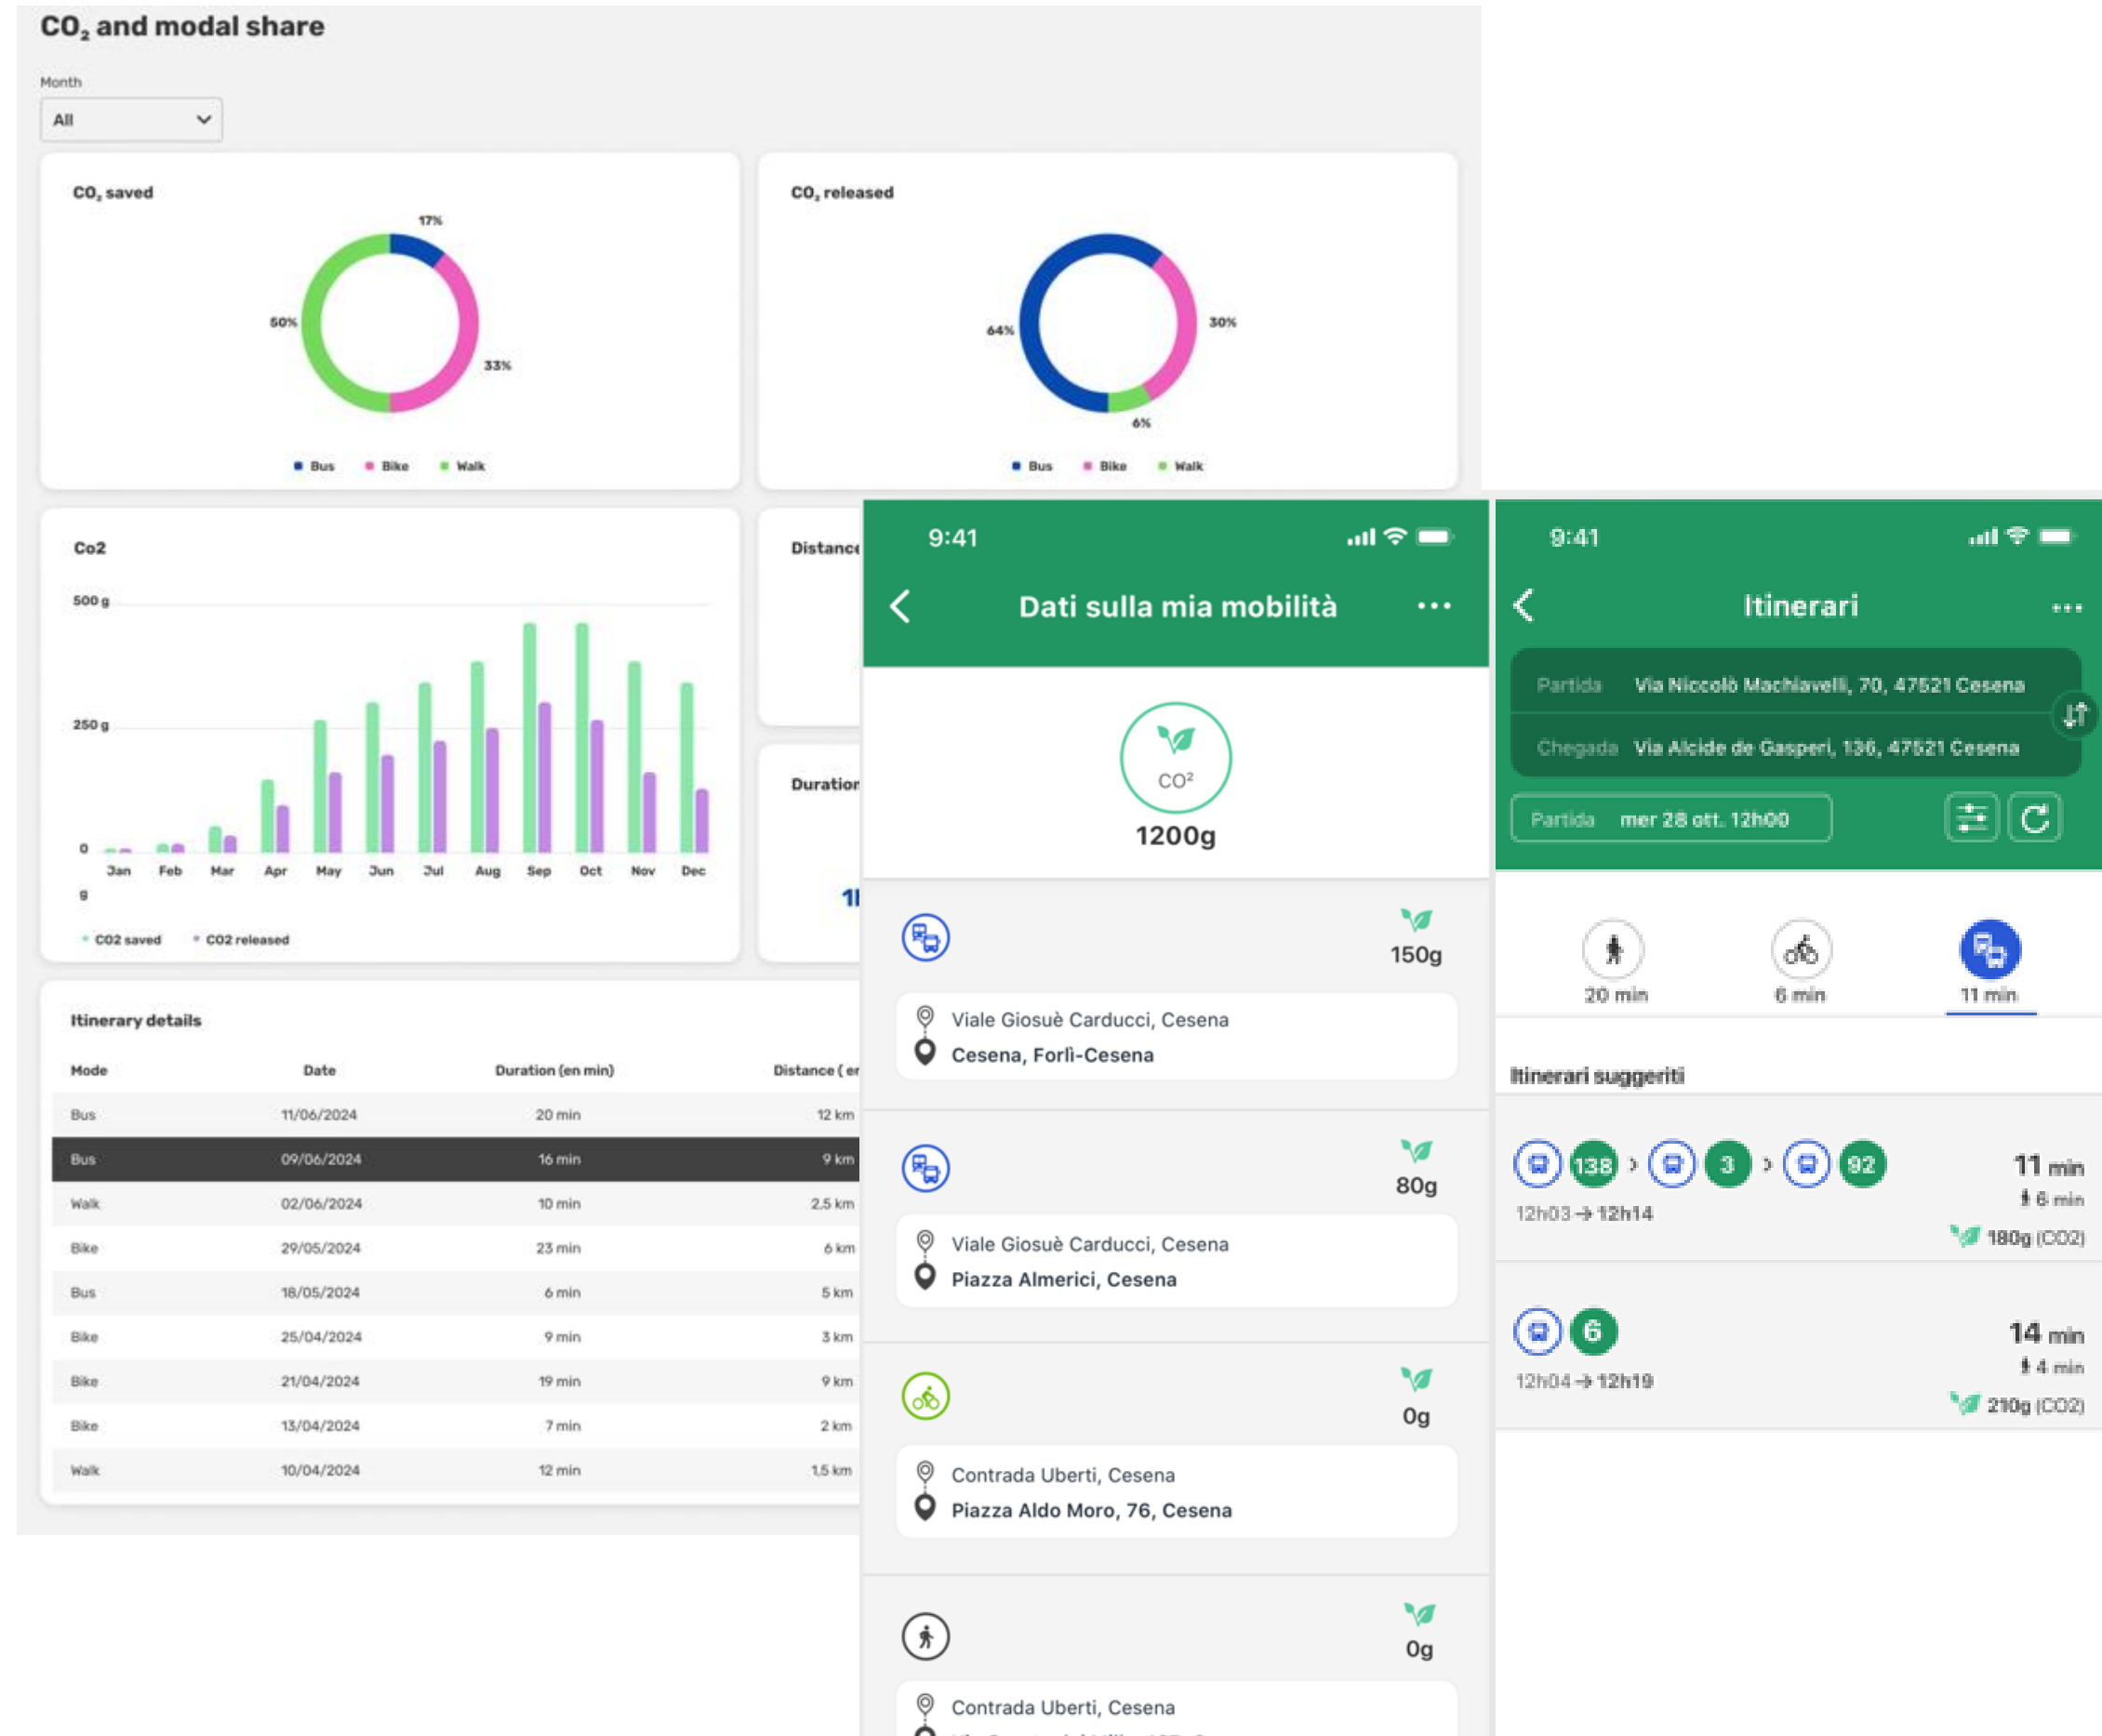 CO₂ and modal share
Month
All
CO₂ saved
17%
50%
33%
Bus Bike Walk
CO₂ released
64%
30%
6%
Bus Bike Walk
Co2
500 g
250 g
0
g
Jan Feb Mar Apr May Jun Jul Aug Sep Oct Nov Dec
CO2 saved CO2 released
Distance
Duration
Itinerary details
Mode Date Duration (en min) Distance ( en
Bus 11/06/2024 20 min 12 km
Bus 09/06/2024 16 min 9 km
Walk 02/06/2024 10 min 2,5 km
Bike 29/05/2024 23 min 6 km
Bus 18/05/2024 6 min 5 km
Bike 25/04/2024 9 min 3 km
Bike 21/04/2024 19 min 9 km
Bike 13/04/2024 7 min 2 km
Walk 10/04/2024 12 min 1,5 km
9:41
Dati sulla mia mobilità
CO²
1200g
150g
Viale Giosuè Carducci, Cesena
Cesena, Forlì-Cesena
80g
Viale Giosuè Carducci, Cesena
Piazza Almerici, Cesena
0g
Contrada Uberti, Cesena
Piazza Aldo Moro, 76, Cesena
0g
Contrada Uberti, Cesena
9:41
Itinerari
Partida Via Niccolò Machiavelli, 70, 47521 Cesena
Chegada Via Alcide de Gasperi, 136, 47521 Cesena
Partida mer 28 ott. 12h00
20 min
6 min
11 min
Itinerari suggeriti
138 > 3 > 92
11 min
6 min
12h03 → 12h14
180g (CO2)
6
14 min
4 min
12h04 → 12h19
210g (CO2)